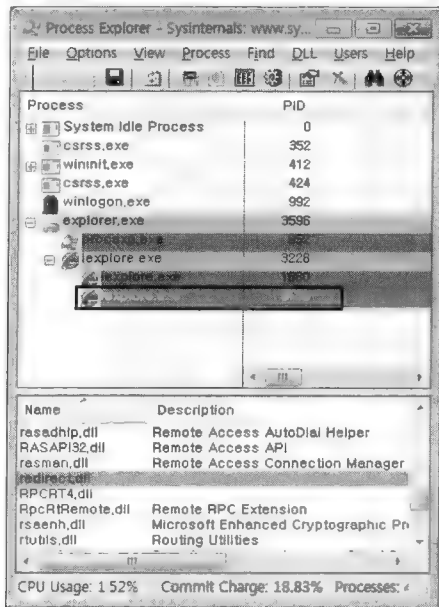 Process Explorer - Sysinternals: www.sy...
File Options View Process Find DLL Users Help
Process PID
System Idle Process 0
csrss.exe 352
wininit.exe 412
csrss.exe 424
winlogon.exe 992
explorer.exe 3596
procexp.exe
iexplore.exe 3228
iexplore.exe
Name Description
rasadhlp.dll Remote Access AutoDial Helper
RASAPI32.dll Remote Access API
rasman.dll Remote Access Connection Manager
redirect.dll
RPCRT4.dll
RpcRtRemote.dll Remote RPC Extension
rsaenh.dll Microsoft Enhanced Cryptographic Pr
rtutils.dll Routing Utilities
CPU Usage: 1.52% Commit Charge: 18.83% Processes: